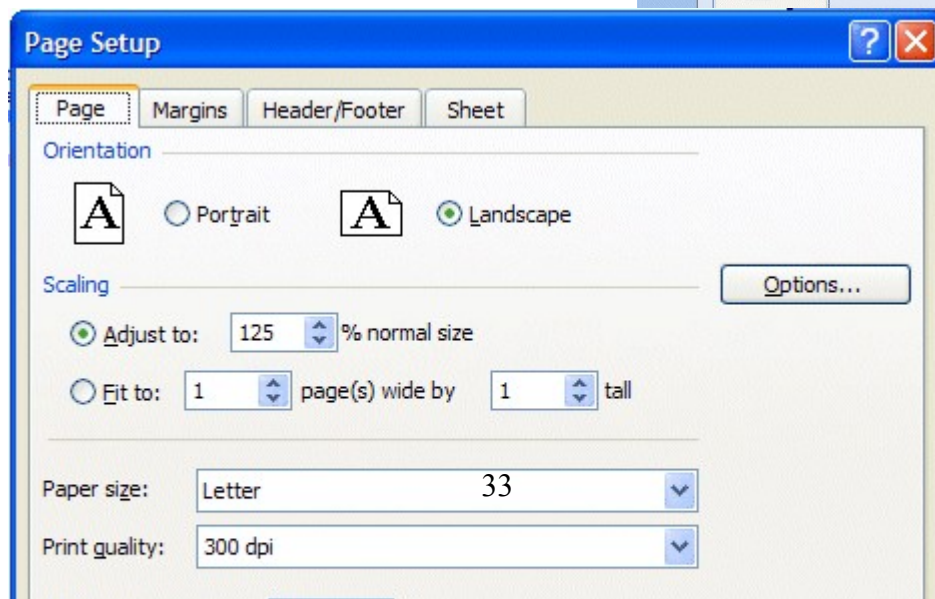 Page Setup ?
Page Margins Header/Footer Sheet
Orientation
A Portrait A Landscape
Scaling
Options...
Adjust to: 125 % normal size
Fit to: 1 page(s) wide by 1 tall
Paper size: Letter 33
Print quality: 300 dpi